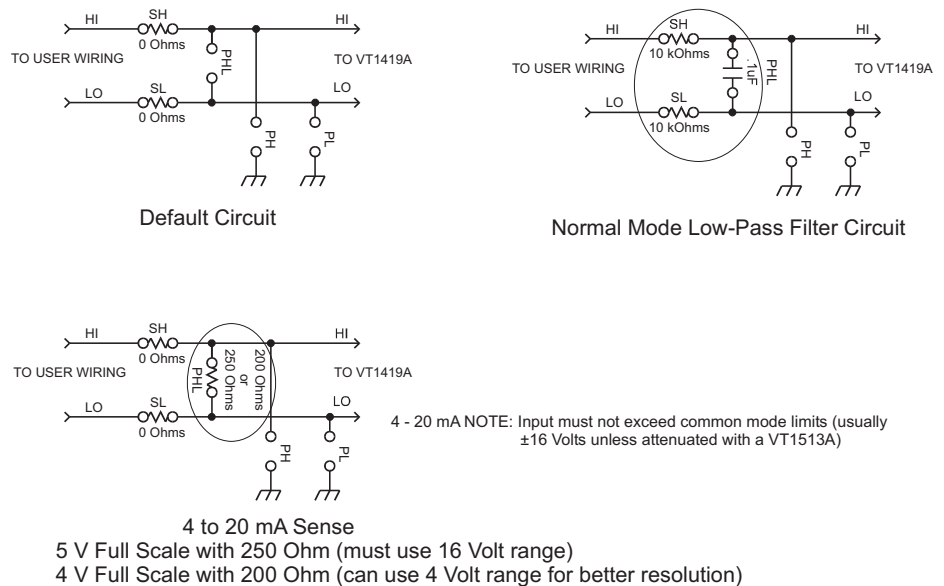 HI
SH
HI
0 Ohms
TO USER WIRING
PHL
TO VT1419A
LO
SL
LO
0 Ohms
PH
PL
Default Circuit
HI
SH
HI
10 kOhms
TO USER WIRING
.1uF
PHL
TO VT1419A
LO
SL
LO
10 kOhms
PH
PL
Normal Mode Low-Pass Filter Circuit
HI
SH
HI
0 Ohms
TO USER WIRING
200 Ohms
or
250 Ohms
PHL
TO VT1419A
LO
SL
LO
0 Ohms
PH
PL
4 - 20 mA NOTE: Input must not exceed common mode limits (usually
±16 Volts unless attenuated with a VT1513A)
4 to 20 mA Sense
5 V Full Scale with 250 Ohm (must use 16 Volt range)
4 V Full Scale with 200 Ohm (can use 4 Volt range for better resolution)